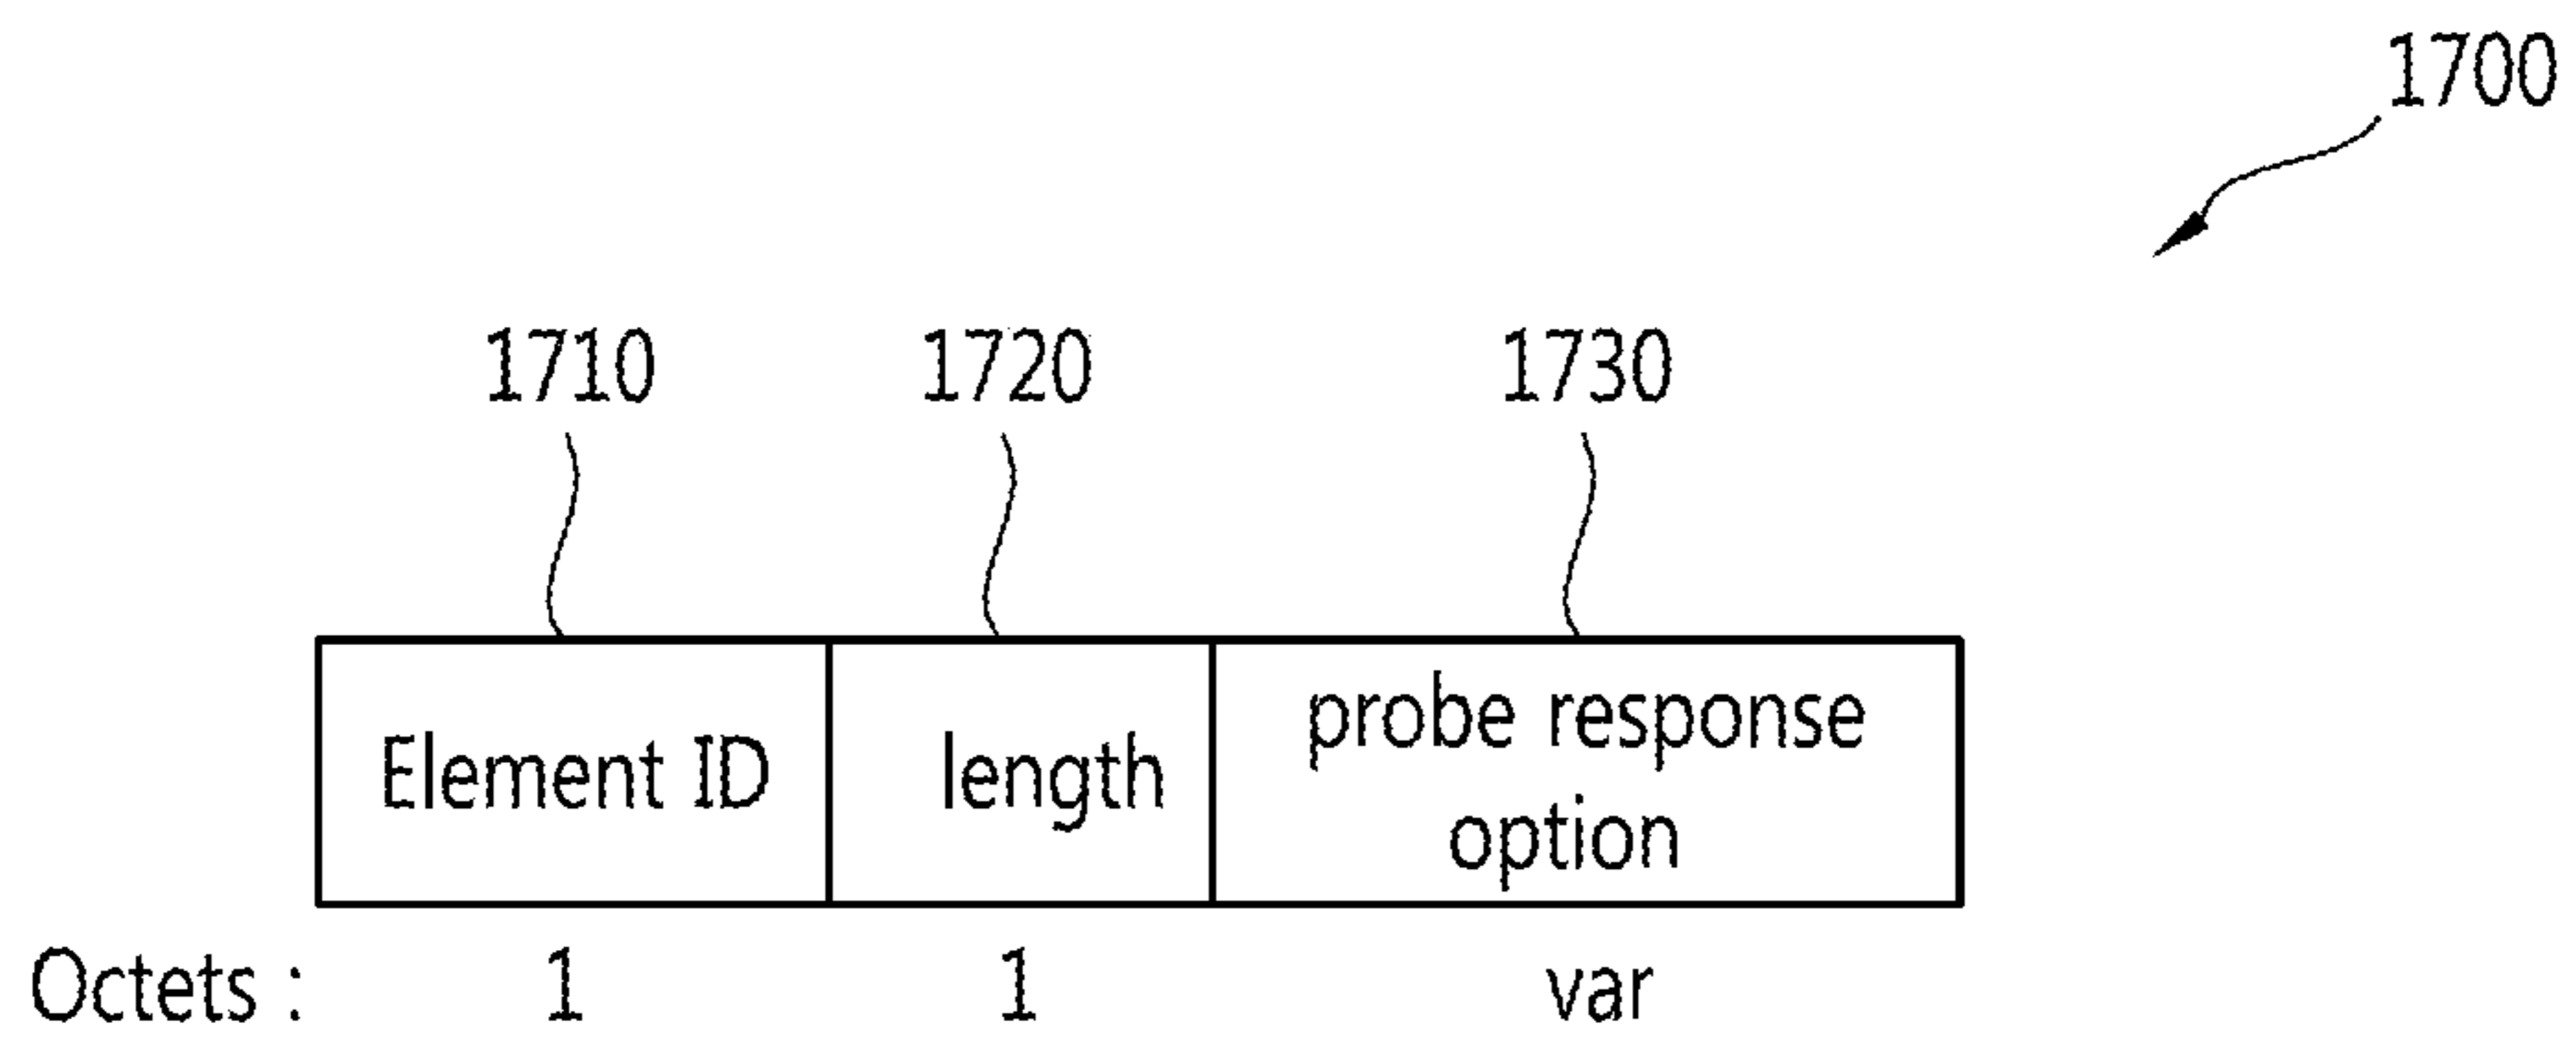 1700
1710 1720 1730
Element ID length probe response
option
Octets : 1 1 var